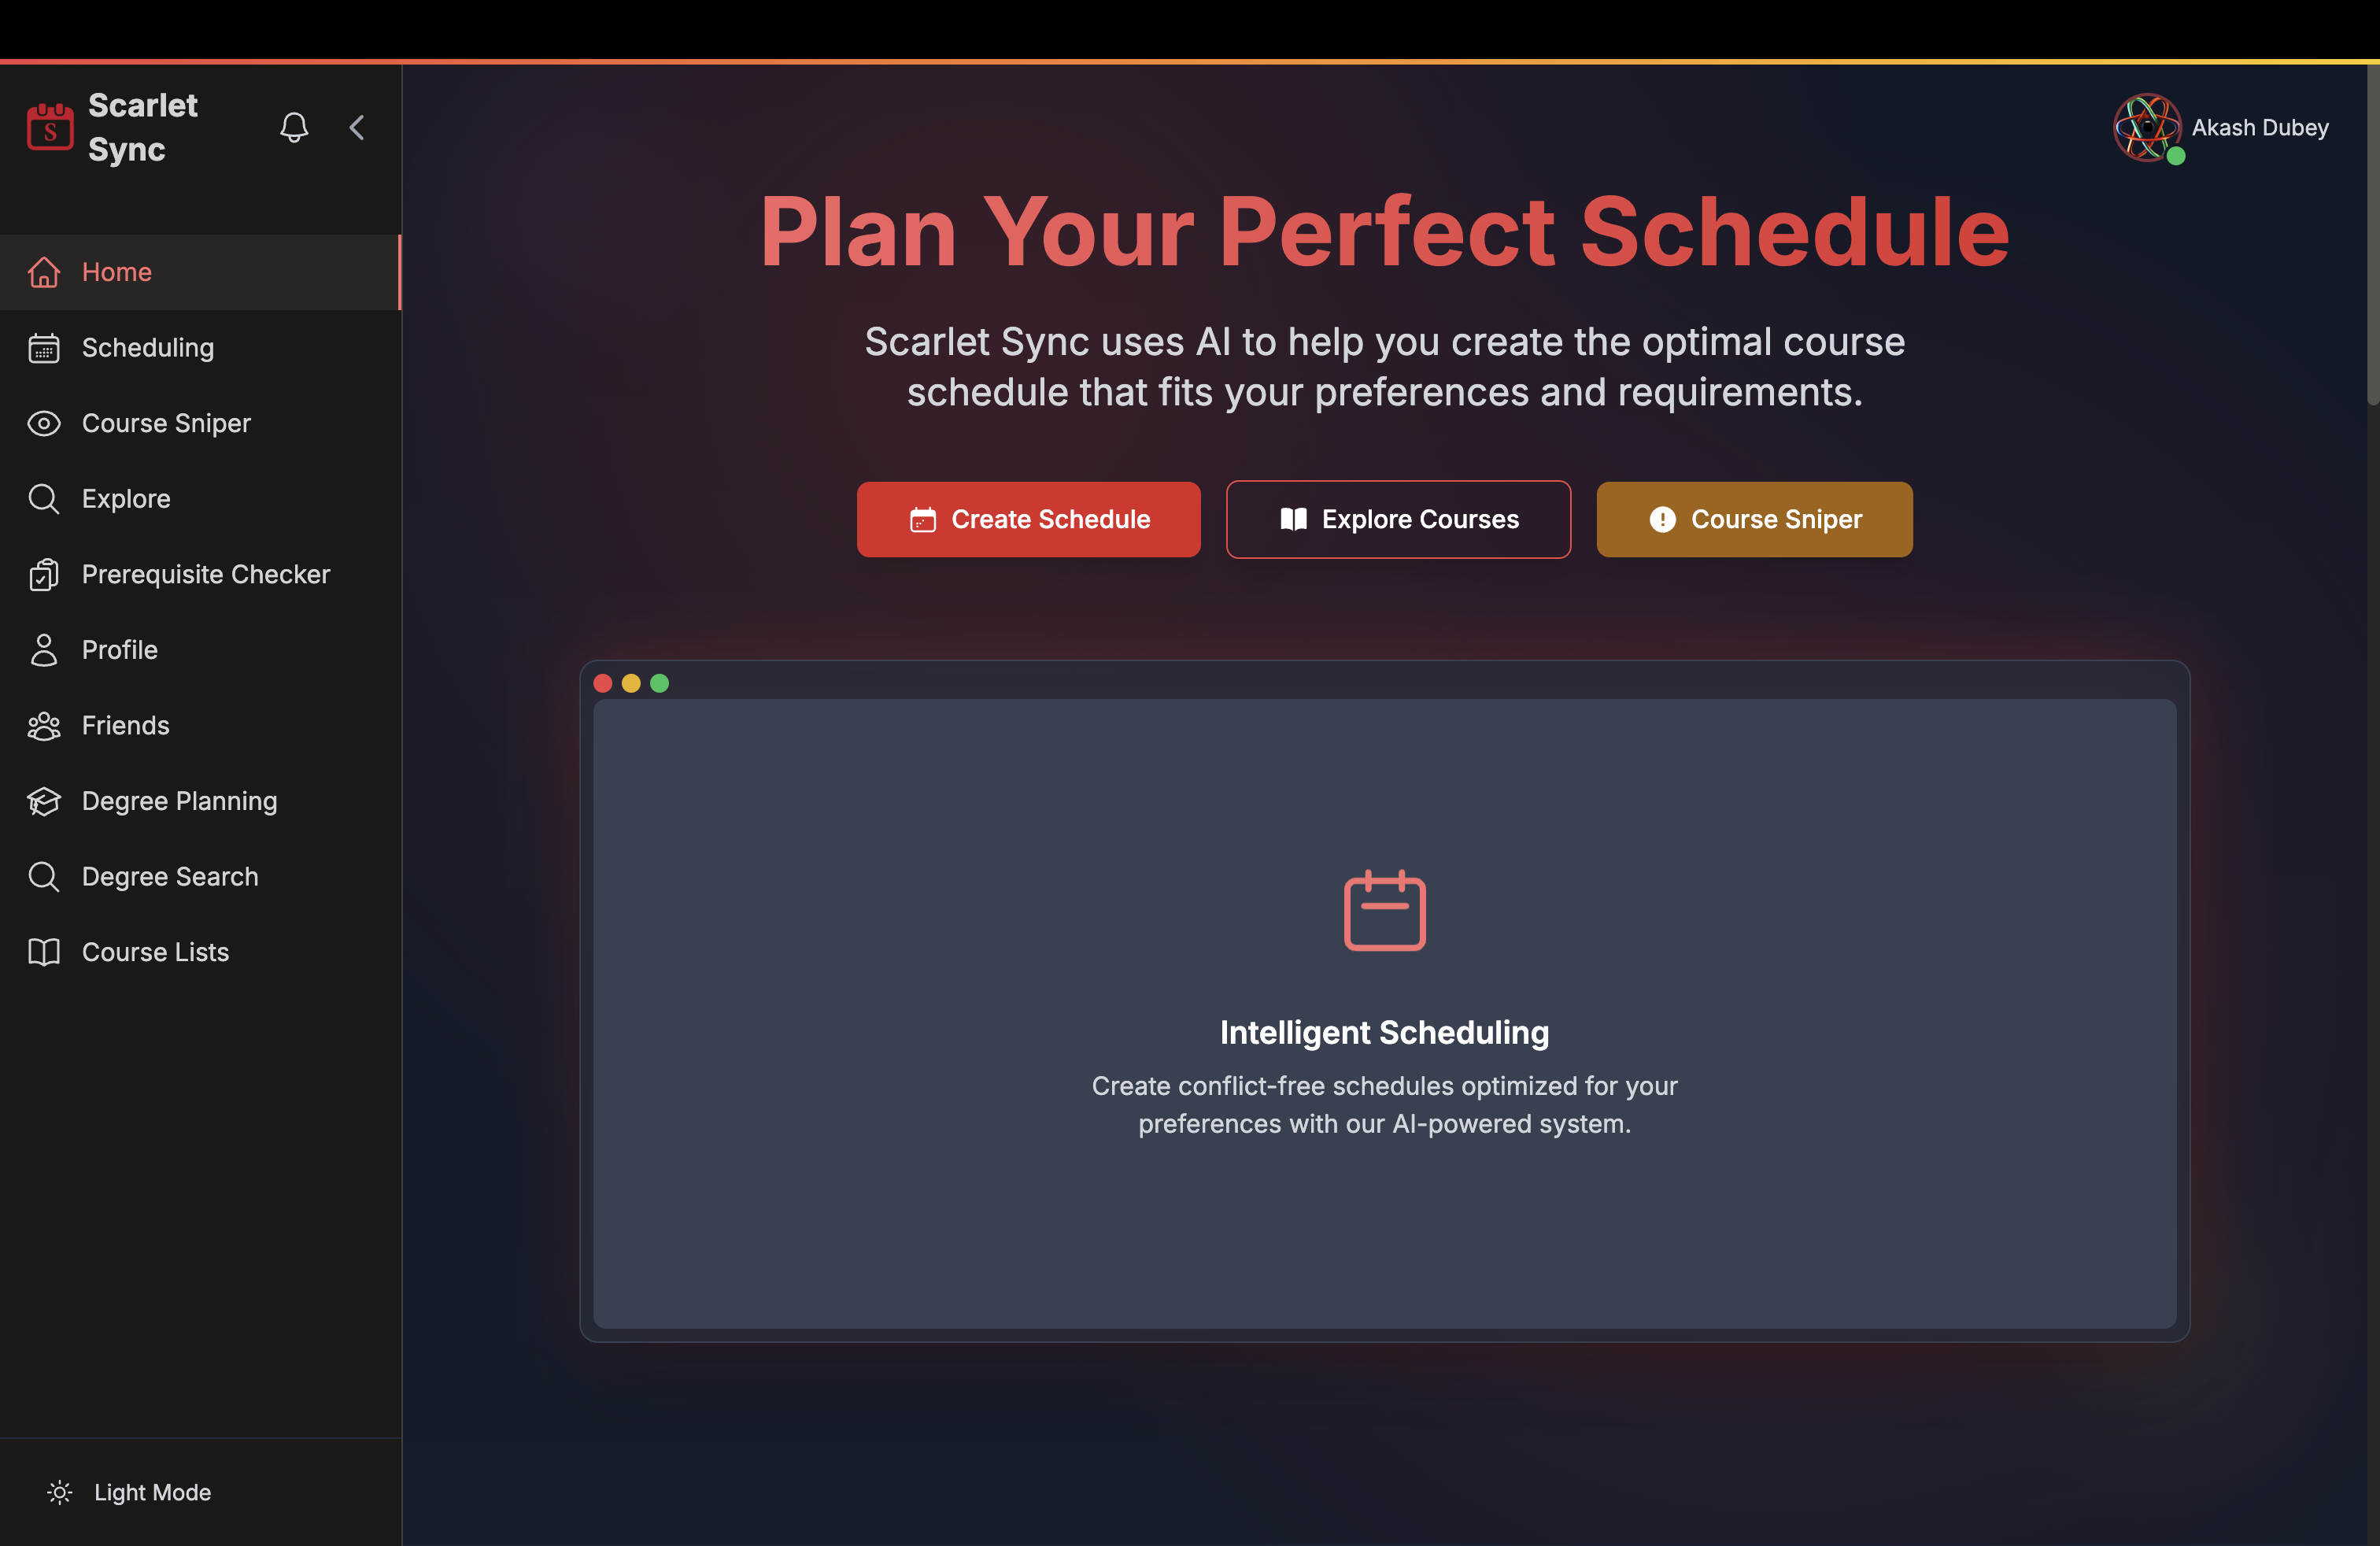 Scarlet
Sync
S
Akash Dubey
Home
Scheduling
Course Sniper
Explore
Prerequisite Checker
Profile
Friends
Degree Planning
Degree Search
Course Lists
Light Mode
Plan Your Perfect Schedule
Scarlet Sync uses AI to help you create the optimal course
schedule that fits your preferences and requirements.
Create Schedule
Explore Courses
Course Sniper
Intelligent Scheduling
Create conflict-free schedules optimized for your
preferences with our AI-powered system.